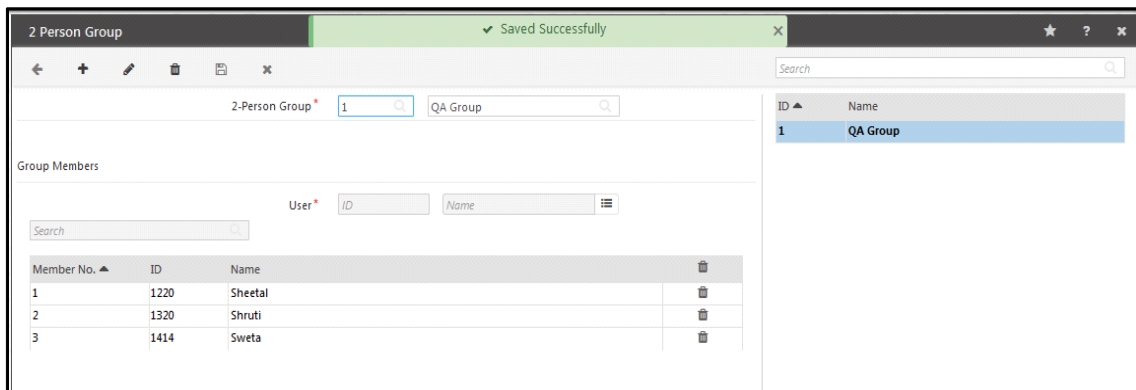 2 Person Group
Saved Successfully
?
Search
2-Person Group* 1 QA Group
ID Name
1 QA Group
Group Members
User* ID Name
Search
Member No. ID Name
1 1220 Sheetal
2 1320 Shruti
3 1414 Sweta